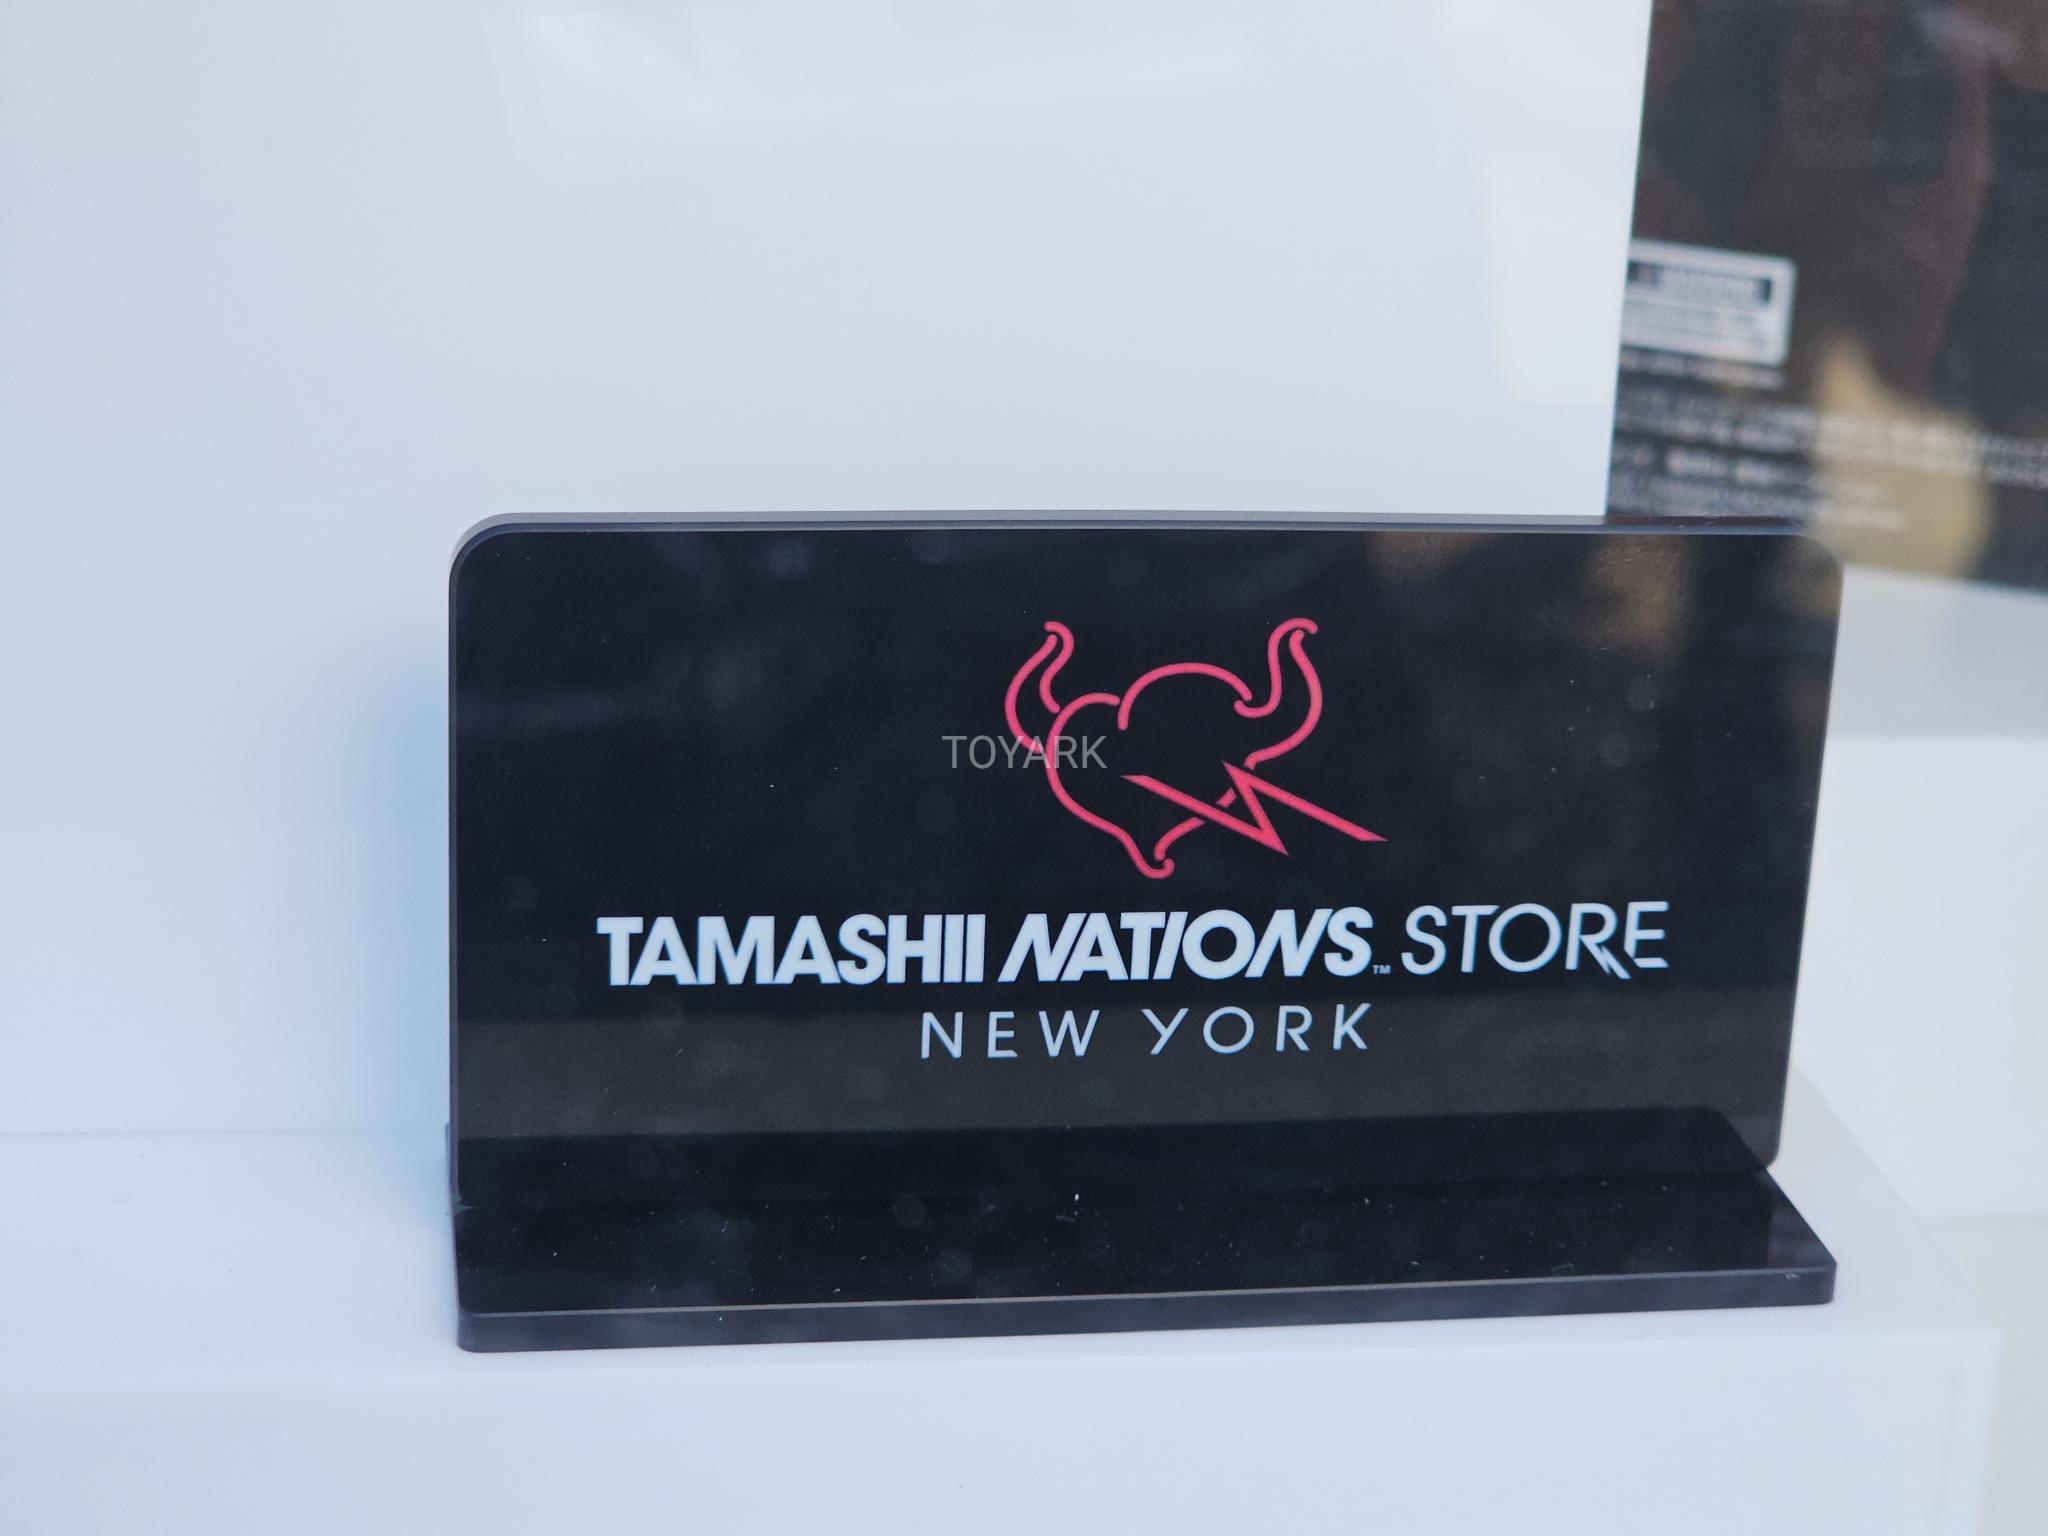 TOYARK
TAMASHII NATIONS™ STORE
NEW YORK